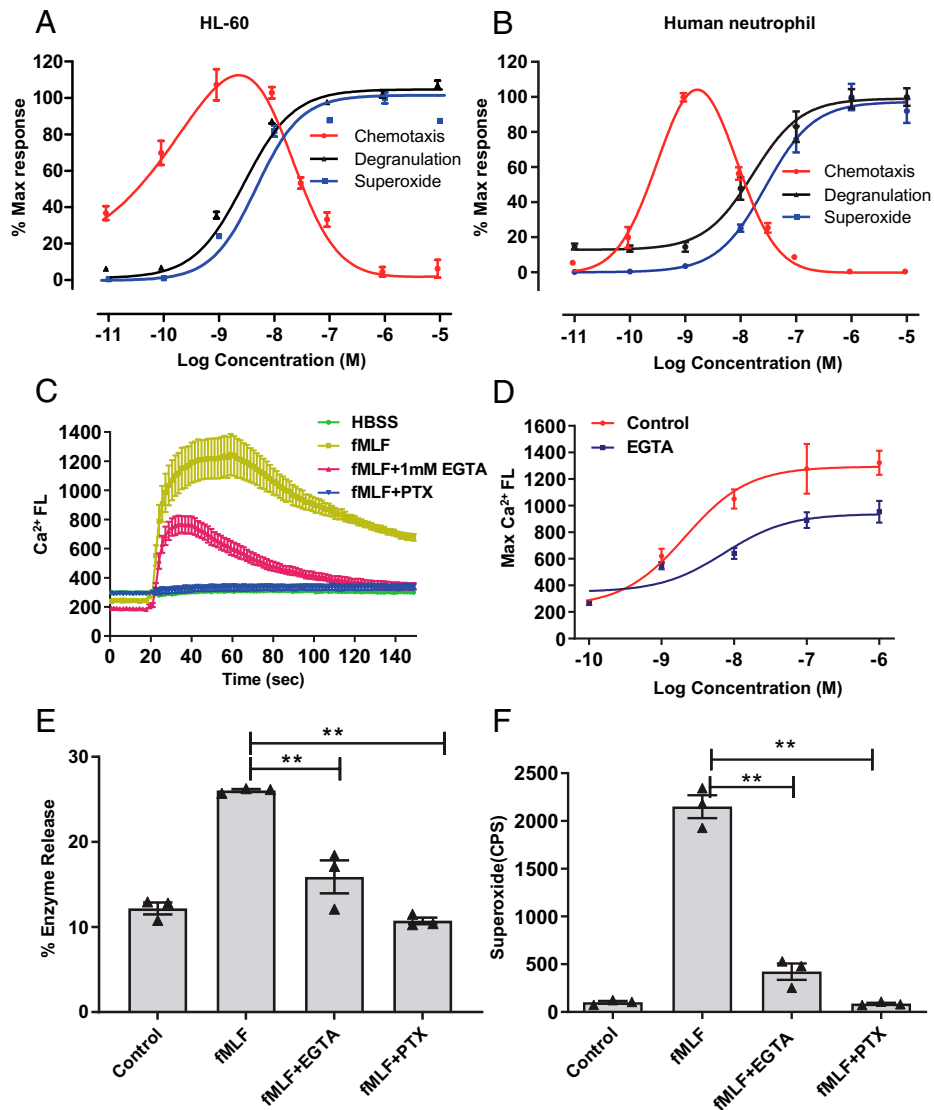 A
HL-60
% Max response
120
100
80
60
40
20
0
Chemotaxis
Degranulation
Superoxide
-11 -10 -9 -8 -7 -6 -5
Log Concentration (M)
B
Human neutrophil
% Max response
120
100
80
60
40
20
0
Chemotaxis
Degranulation
Superoxide
-11 -10 -9 -8 -7 -6 -5
Log Concentration (M)
C
Ca²⁺ FL
1400
1200
1000
800
600
400
200
0
HBSS
fMLF
fMLF+1mM EGTA
fMLF+PTX
0 20 40 60 80 100 120 140
Time (sec)
D
Max Ca²⁺ FL
1600
1400
1200
1000
800
600
400
200
0
Control
EGTA
-10 -9 -8 -7 -6
Log Concentration (M)
E
% Enzyme Release
30
20
10
0
**
**
Control
fMLF
fMLF+EGTA
fMLF+PTX
F
Superoxide(CPS)
2500
2000
1500
1000
500
0
**
**
Control
fMLF
fMLF+EGTA
fMLF+PTX